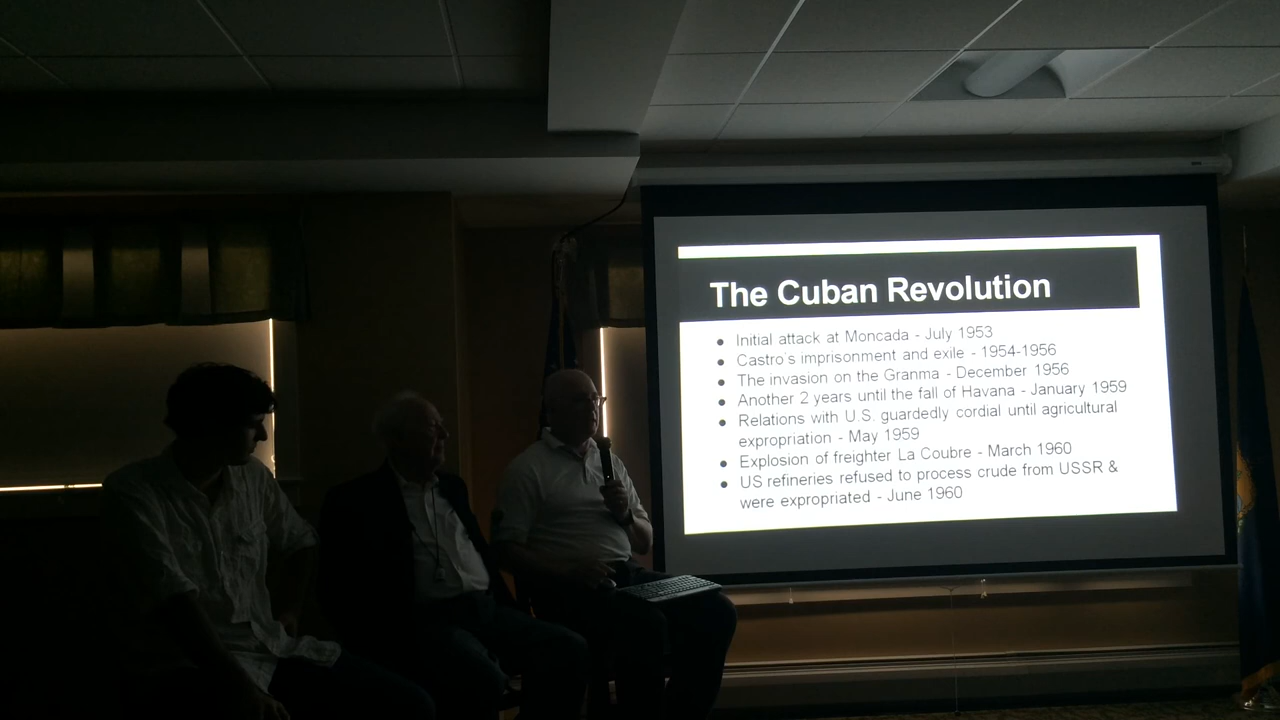 The Cuban Revolution
● Initial attack at Moncada - July 1953
● Castro's imprisonment and exile - 1954-1956
● The invasion on the Granma - December 1956
● Another 2 years until the fall of Havana - January 1959
● Relations with U.S. guardedly cordial until agricultural
expropriation - May 1959
● Explosion of freighter La Coubre - March 1960
● US refineries refused to process crude from USSR &
were expropriated - June 1960